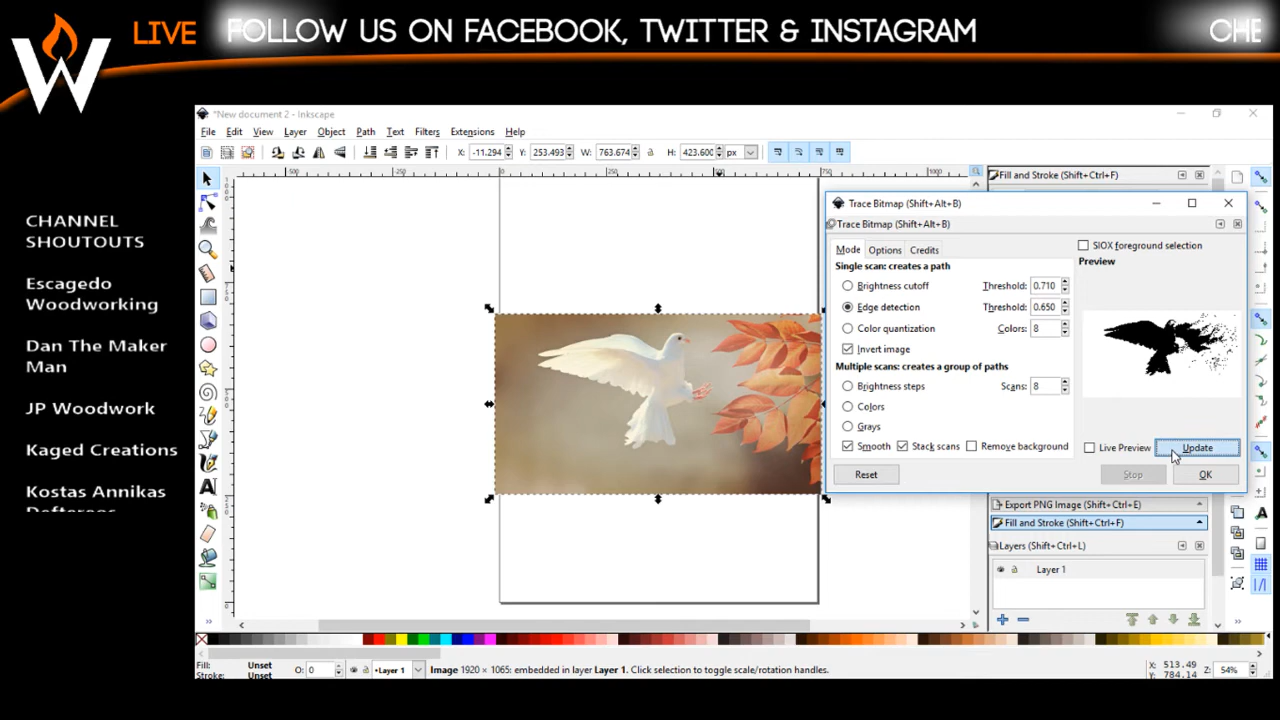 W LIVE FOLLOW US ON FACEBOOK, TWITTER & INSTAGRAM CHE
CHANNEL
SHOUTOUTS
Escagedo
Woodworking
Dan The Maker
Man
JP Woodwork
Kaged Creations
Kostas Annikas
*New document 2 - Inkscape
File Edit View Layer Object Path Text Filters Extensions Help
X: -11.294 Y: 253.493 W: 763.674 H: 423.600 px
Fill and Stroke (Shift+Ctrl+F)
Trace Bitmap (Shift+Alt+B)
Trace Bitmap (Shift+Alt+B)
Mode Options Credits
SIOX foreground selection
Single scan: creates a path
Preview
Brightness cutoff Threshold: 0.710
Edge detection Threshold: 0.650
Color quantization Colors: 8
Invert image
Multiple scans: creates a group of paths
Brightness steps Scans: 8
Colors
Grays
Smooth Stack scans Remove background
Live Preview Update
Reset Stop OK
Export PNG Image (Shift+Ctrl+E)
Fill and Stroke (Shift+Ctrl+F)
Layers (Shift+Ctrl+L)
Layer 1
Fill: Unset
Stroke: Unset
O: 0 Layer 1 Image 1920 × 1065: embedded in layer Layer 1. Click selection to toggle scale/rotation handles.
X: 513.49
Y: 784.14
Z: 54%